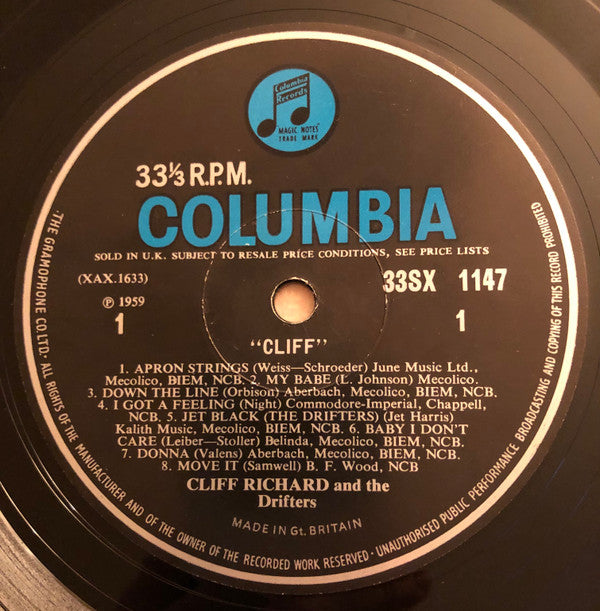 Columbia
Records
"MAGIC NOTES"
TRADE MARK
33⅓ R.P.M.
COLUMBIA
SOLD IN U.K. SUBJECT TO RESALE PRICE CONDITIONS, SEE PRICE LISTS
(XAX.1633)
33SX 1147
℗ 1959
1
1
"CLIFF"
1. APRON STRINGS (Weiss—Schroeder) June Music Ltd.,
Mecolico, BIEM, NCB. 2. MY BABE (L. Johnson) Mecolico.
3. DOWN THE LINE (Orbison) Aberbach, Mecolico, BIEM, NCB.
4. I GOT A FEELING (Night) Commodore-Imperial, Chappell,
NCB. 5. JET BLACK (THE DRIFTERS) (Jet Harris)
Kalith Music, Mecolico, BIEM, NCB. 6. BABY I DON'T
CARE (Leiber—Stoller) Belinda, Mecolico, BIEM, NCB.
7. DONNA (Valens) Aberbach, Mecolico, BIEM, NCB.
8. MOVE IT (Samwell) B. F. Wood, NCB
CLIFF RICHARD and the
Drifters
MADE IN Gt. BRITAIN
THE GRAMOPHONE CO. LTD. · ALL RIGHTS OF THE MANUFACTURER AND OF THE OWNER OF THE RECORDED WORK RESERVED · UNAUTHORISED PUBLIC PERFORMANCE BROADCASTING AND COPYING OF THIS RECORD PROHIBITED